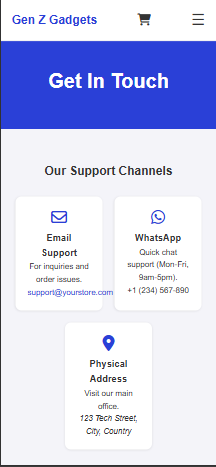 Gen Z Gadgets
Get In Touch
Our Support Channels
Email
Support
For inquiries and
order issues.
support@yourstore.com
WhatsApp
Quick chat
support (Mon-Fri,
9am-5pm).
+1 (234) 567-890
Physical
Address
Visit our main
office.
123 Tech Street,
City, Country